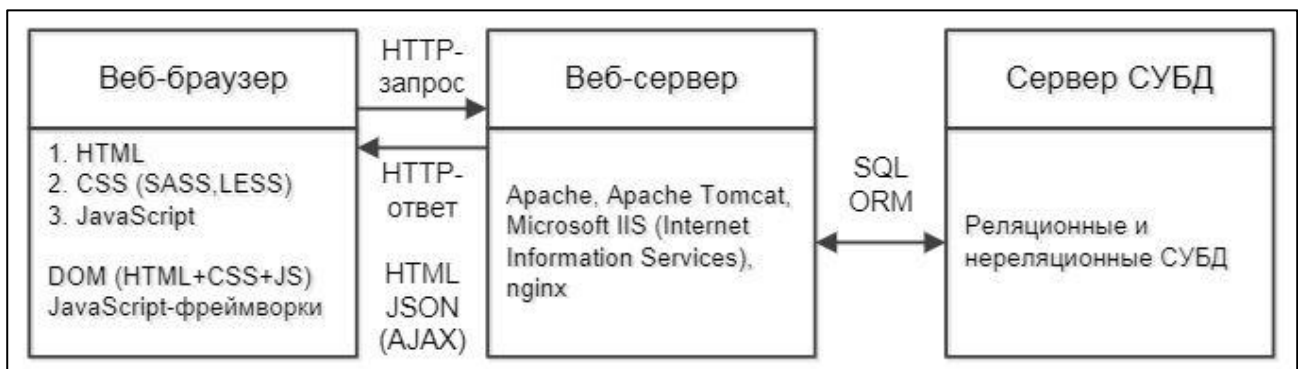 Веб-браузер
1. HTML
2. CSS (SASS,LESS)
3. JavaScript
DOM (HTML+CSS+JS)
JavaScript-фреймворки
HTTP-
запрос
HTTP-
ответ
HTML
JSON
(AJAX)
Веб-сервер
Apache, Apache Tomcat,
Microsoft IIS (Internet
Information Services),
nginx
SQL
ORM
Сервер СУБД
Реляционные и
нереляционные СУБД